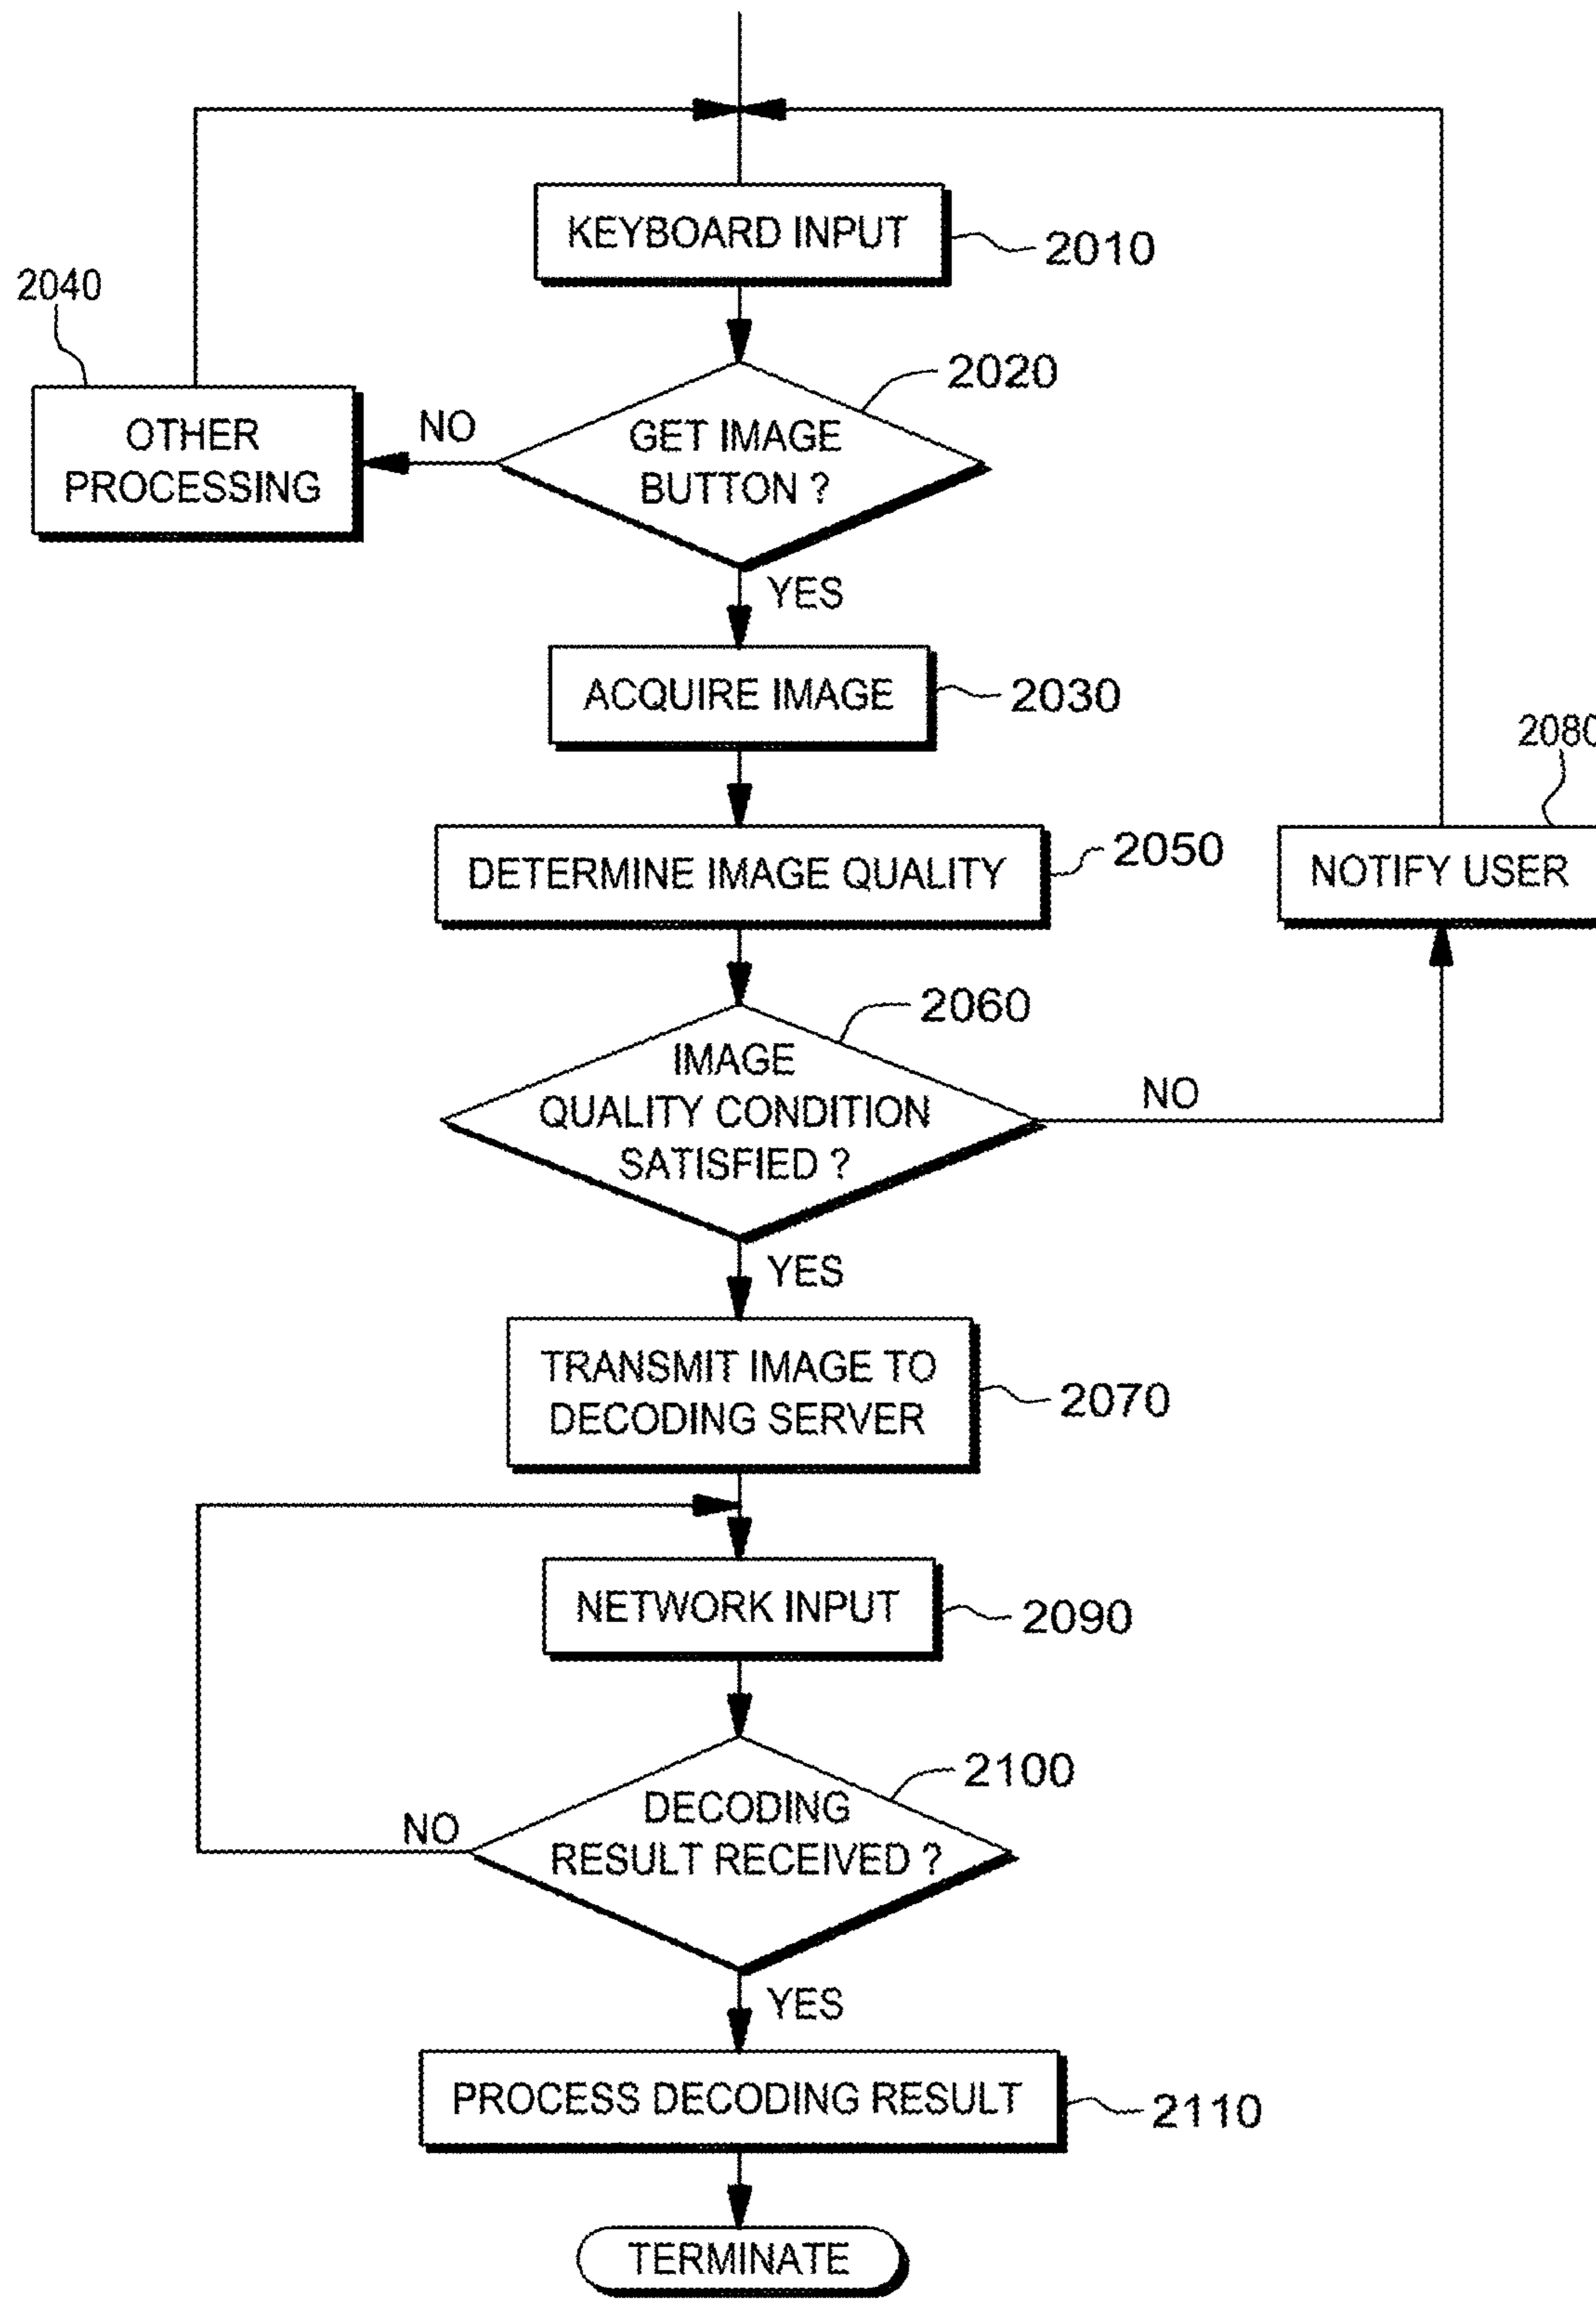 KEYBOARD INPUT
2010
2040
2020
OTHER
PROCESSING
NO
GET IMAGE
BUTTON ?
YES
ACQUIRE IMAGE
2030
2080
DETERMINE IMAGE QUALITY
2050
NOTIFY USER
2060
IMAGE
QUALITY CONDITION
SATISFIED ?
NO
YES
TRANSMIT IMAGE TO
DECODING SERVER
2070
NETWORK INPUT
2090
2100
DECODING
RESULT RECEIVED ?
NO
YES
PROCESS DECODING RESULT
2110
TERMINATE